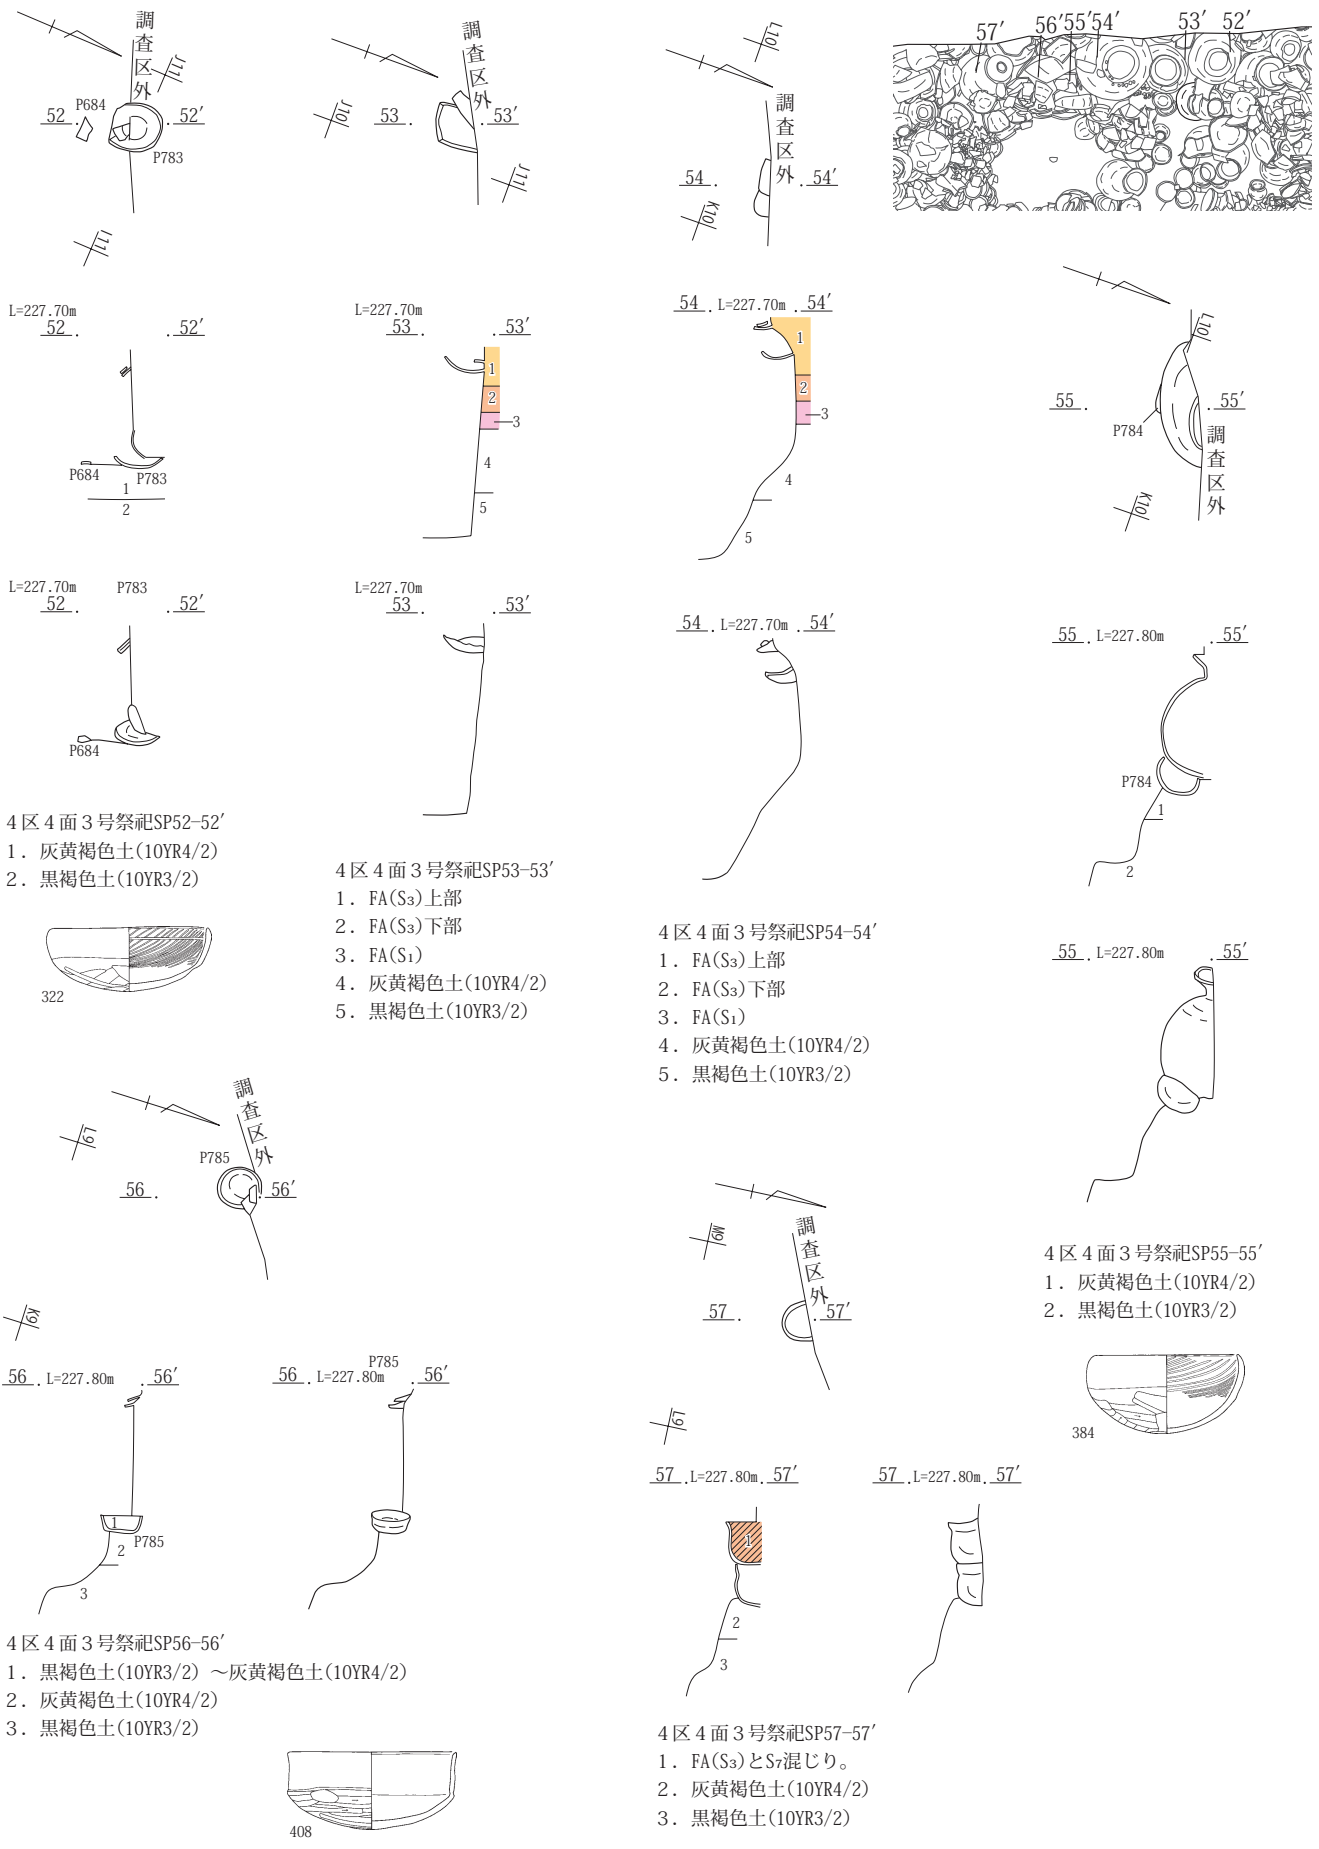 調査区外
J11
P684
52 . . 52′
P783
I11
調査区外
J10
53 . . 53′
J11
L10
調査区外
54 . . 54′
K10
57′ 56′ 55′ 54′ 53′ 52′
L=227.70m
52 . . 52′
P684
P783
1
2
L=227.70m
53 . . 53′
1
2
3
4
5
54 . L=227.70m . 54′
1
2
3
4
5
L10
55 . . 55′
P784
調査区外
K10
L=227.70m P783
52 . . 52′
P684
L=227.70m
53 . . 53′
54 . L=227.70m . 54′
55 . L=227.80m . 55′
P784
1
2
4区4面3号祭祀SP52−52′
1. 灰黄褐色土(10YR4/2)
2. 黒褐色土(10YR3/2)
322
4区4面3号祭祀SP53−53′
1. FA(S₃)上部
2. FA(S₃)下部
3. FA(S₁)
4. 灰黄褐色土(10YR4/2)
5. 黒褐色土(10YR3/2)
4区4面3号祭祀SP54−54′
1. FA(S₃)上部
2. FA(S₃)下部
3. FA(S₁)
4. 灰黄褐色土(10YR4/2)
5. 黒褐色土(10YR3/2)
55 . L=227.80m . 55′
4区4面3号祭祀SP55−55′
1. 灰黄褐色土(10YR4/2)
2. 黒褐色土(10YR3/2)
384
調査区外
L9
P785
56 . . 56′
K9
56 . L=227.80m . 56′
1
P785
2
3
P785
56 . L=227.80m . 56′
4区4面3号祭祀SP56−56′
1. 黒褐色土(10YR3/2)～灰黄褐色土(10YR4/2)
2. 灰黄褐色土(10YR4/2)
3. 黒褐色土(10YR3/2)
408
M9
調査区外
57 . . 57′
L9
57 . L=227.80m . 57′
1
2
3
57 . L=227.80m . 57′
4区4面3号祭祀SP57−57′
1. FA(S₃)とS₇混じり。
2. 灰黄褐色土(10YR4/2)
3. 黒褐色土(10YR3/2)